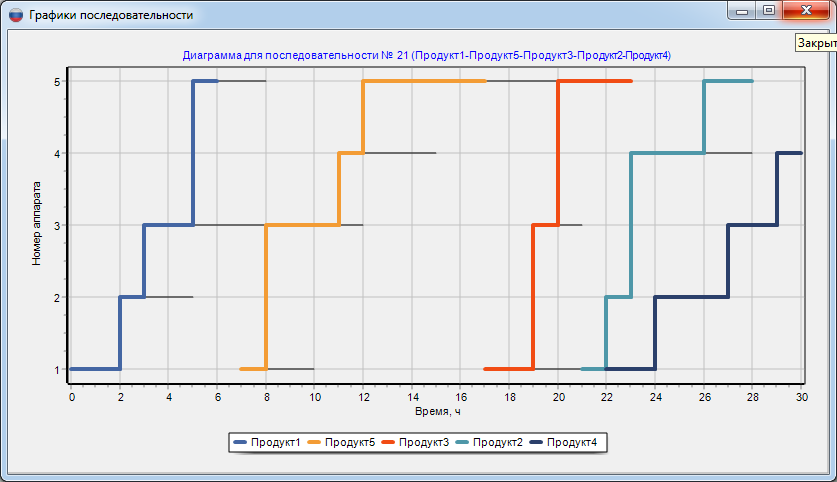 Графики последовательности
Закрыт
Диаграмма для последовательности № 21 (Продукт1-Продукт5-Продукт3-Продукт2-Продукт4)
Номер аппарата
5
4
3
2
1
0 2 4 6 8 10 12 14 16 18 20 22 24 26 28 30
Время, ч
Продукт1 Продукт5 Продукт3 Продукт2 Продукт4